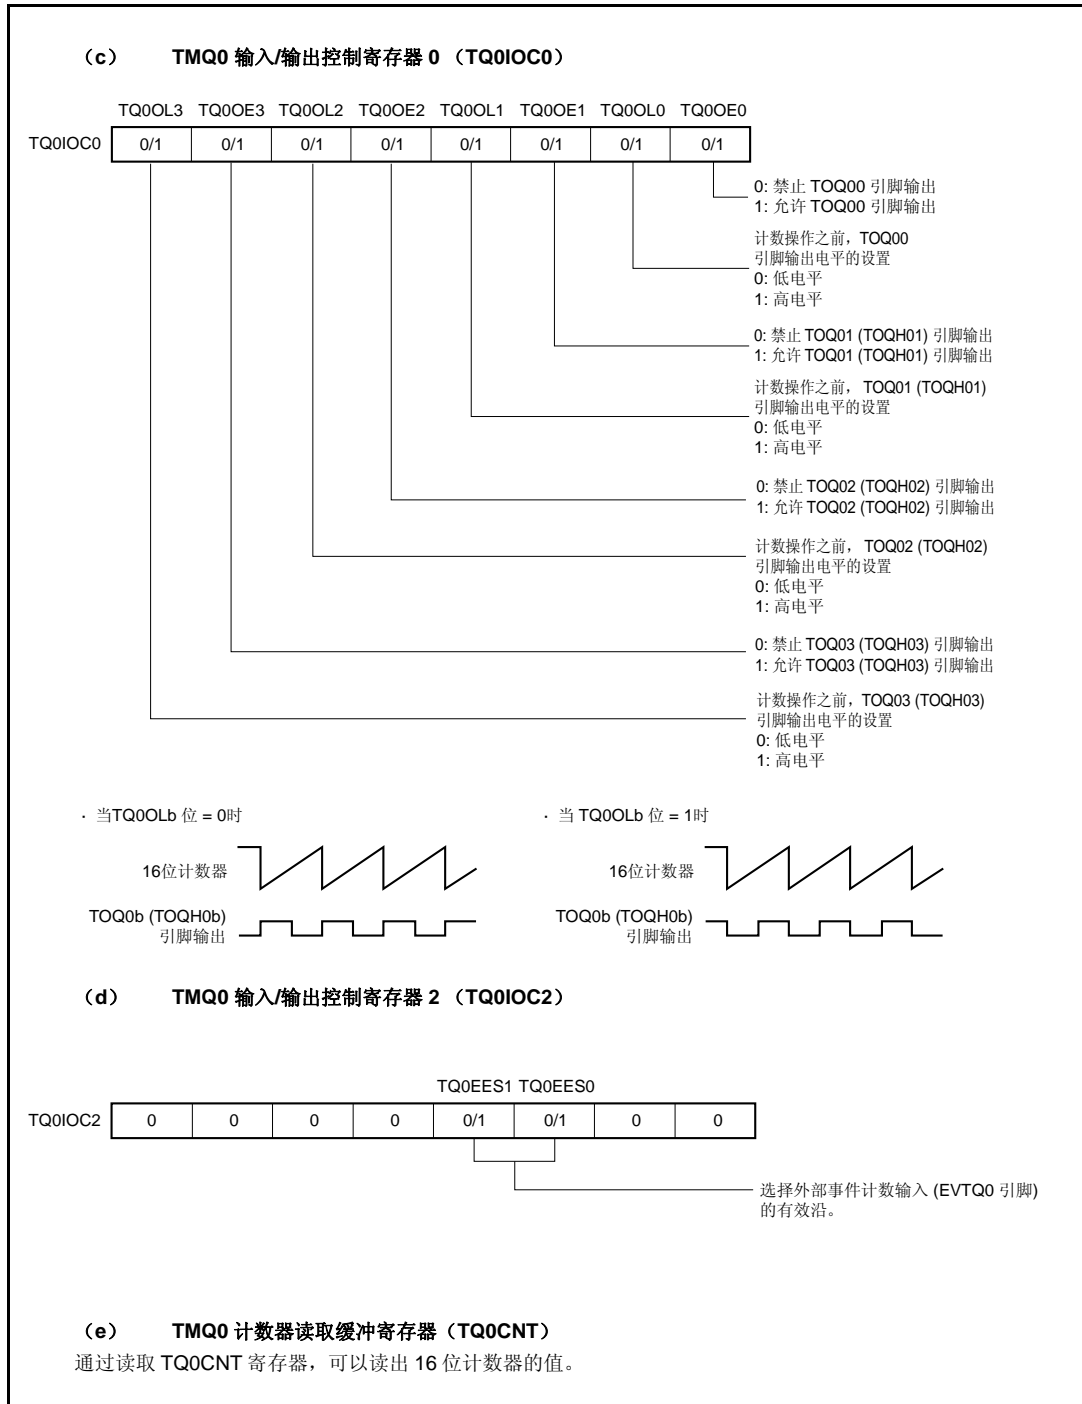 （c） TMQ0 输入/输出控制寄存器 0 （TQ0IOC0）
TQ0OL3 TQ0OE3 TQ0OL2 TQ0OE2 TQ0OL1 TQ0OE1 TQ0OL0 TQ0OE0
TQ0IOC0 0/1 0/1 0/1 0/1 0/1 0/1 0/1 0/1
0: 禁止 TOQ00 引脚输出
1: 允许 TOQ00 引脚输出
计数操作之前，TOQ00
引脚输出电平的设置
0: 低电平
1: 高电平
0: 禁止 TOQ01 (TOQH01) 引脚输出
1: 允许 TOQ01 (TOQH01) 引脚输出
计数操作之前， TOQ01 (TOQH01)
引脚输出电平的设置
0: 低电平
1: 高电平
0: 禁止 TOQ02 (TOQH02) 引脚输出
1: 允许 TOQ02 (TOQH02) 引脚输出
计数操作之前， TOQ02 (TOQH02)
引脚输出电平的设置
0: 低电平
1: 高电平
0: 禁止 TOQ03 (TOQH03) 引脚输出
1: 允许 TOQ03 (TOQH03) 引脚输出
计数操作之前，TOQ03 (TOQH03)
引脚输出电平的设置
0: 低电平
1: 高电平
· 当TQ0OLb 位 = 0时
16位计数器
TOQ0b (TOQH0b)
引脚输出
· 当 TQ0OLb 位 = 1时
16位计数器
TOQ0b (TOQH0b)
引脚输出
（d） TMQ0 输入/输出控制寄存器 2 （TQ0IOC2）
TQ0EES1 TQ0EES0
TQ0IOC2 0 0 0 0 0/1 0/1 0 0
选择外部事件计数输入 (EVTQ0 引脚)
的有效沿。
（e） TMQ0 计数器读取缓冲寄存器（TQ0CNT）
通过读取 TQ0CNT 寄存器，可以读出 16 位计数器的值。